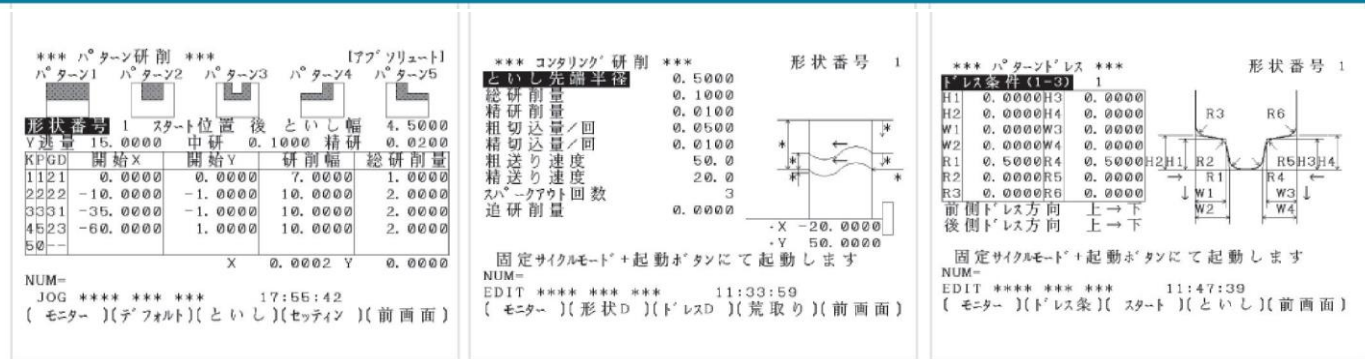 *** パターン研削 ***　[アブソリュート]
パターン1 パターン2 パターン3 パターン4 パターン5
形状番号 1 スタート位置 後 といし幅 4.5000
Y逃量 15.0000 中研 0.1000 精研 0.0200
KPGD 開始X 開始Y 研削幅 総研削量
1121 0.0000 0.0000 7.0000 1.0000
2222 -10.0000 -1.0000 10.0000 2.0000
3331 -35.0000 -1.0000 10.0000 2.0000
4523 -60.0000 1.0000 10.0000 2.0000
50--
X 0.0002 Y 0.0000
NUM=
JOG **** *** *** 17:55:42
( モニター )(デフォルト)( といし )(セッティン )(前画面)
*** コンタリング研削 *** 形状番号 1
といし先端半径 0.5000
総研削量 0.1000
精研削量 0.0100
粗切込量/回 0.0500
精切込量/回 0.0100
粗送り速度 50.0
精送り速度 20.0
スパークアウト回数 3
追研削量 0.0000
* * * * ←
・X -20.0000
・Y 50.0000
固定サイクルモード+起動ボタンにて起動します
NUM=
EDIT **** *** *** 11:33:59
( モニター )(形状D )(ドレスD )(荒取り)(前画面)
*** パターンドレス *** 形状番号 1
ドレス条件(1-3) 1
H1 0.0000 H3 0.0000
H2 0.0000 H4 0.0000
W1 0.0000 W3 0.0000
W2 0.0000 W4 0.0000
R1 0.5000 R4 0.5000
R2 0.0000 R5 0.0000
R3 0.0000 R6 0.0000
前側ドレス方向 上→下
後側ドレス方向 上→下
R3 R6
H2 H1 R2 R5 H3 H4
→ R1 R4 ←
↓ W1 W3 ↓
W2 W4
固定サイクルモード+起動ボタンにて起動します
NUM=
EDIT **** *** *** 11:47:39
( モニター )(ドレス条)( スタート )(といし)(前画面)